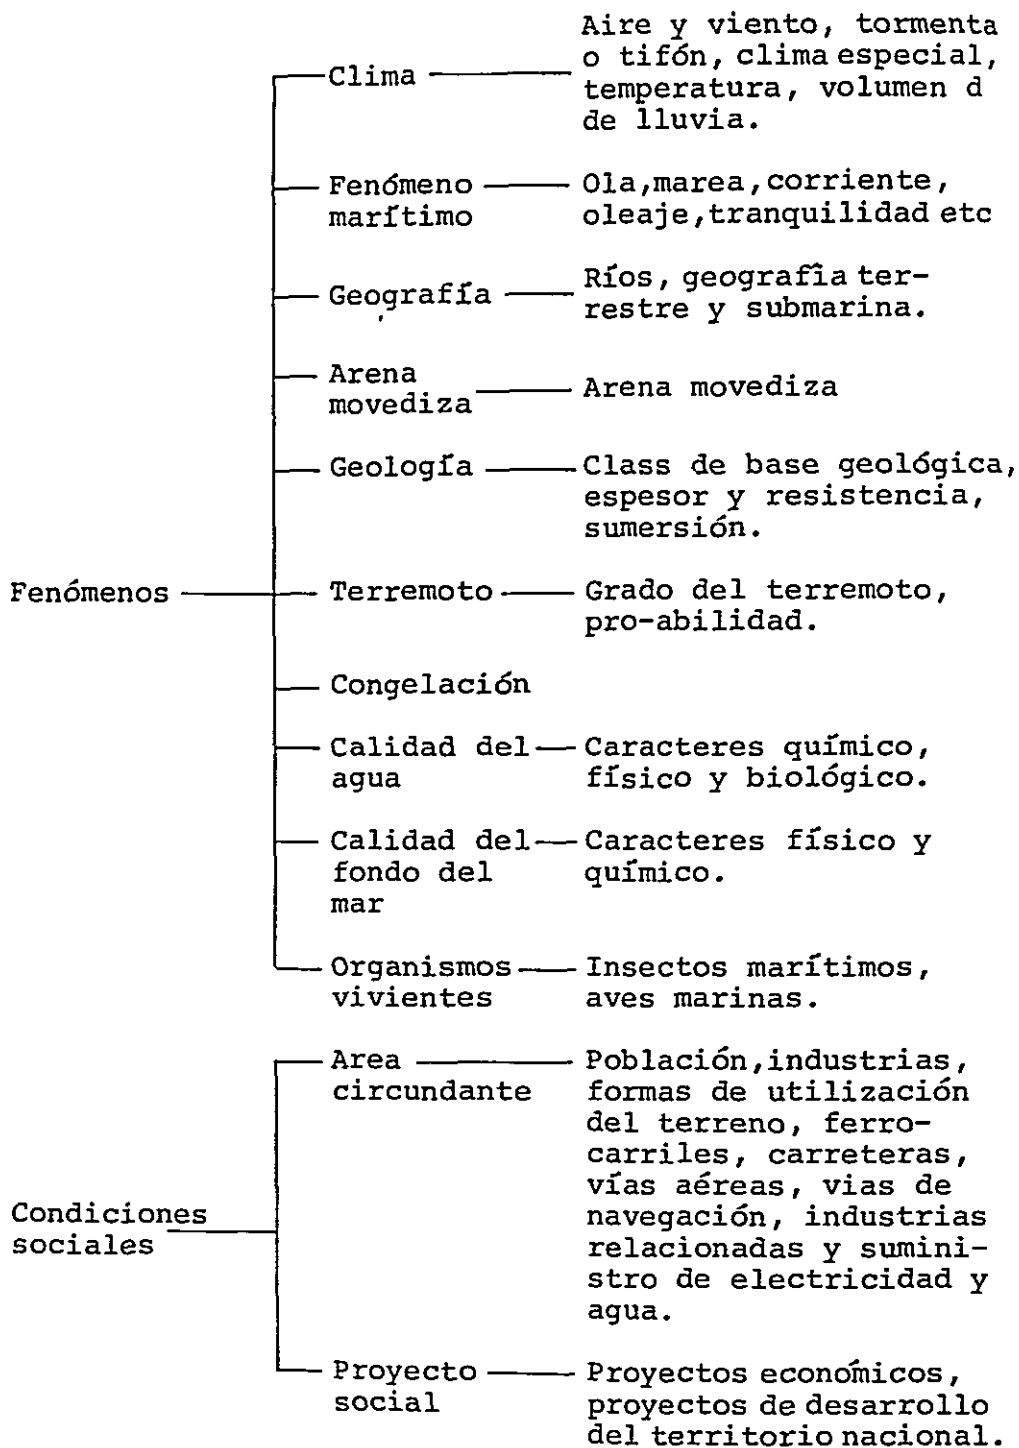 Aire y viento, tormenta
o tifón, clima especial,
Clima
temperatura, volumen d
de lluvia.
Fenómeno
marítimo
Ola,marea,corriente,
oleaje,tranquilidad etc
Geografía
Ríos, geografía ter-
restre y submarina.
Arena
movediza
Arena movediza
Geología
Class de base geológica,
espesor y resistencia,
sumersión.
Fenómenos
Terremoto
Grado del terremoto,
pro-abilidad.
Congelación
Calidad del
agua
Caracteres químico,
físico y biológico.
Calidad del
fondo del
mar
Caracteres físico y
químico.
Organismos
vivientes
Insectos marítimos,
aves marinas.
Condiciones
sociales
Area
circundante
Población,industrias,
formas de utilización
del terreno, ferro-
carriles, carreteras,
vías aéreas, vias de
navegación, industrias
relacionadas y sumini-
stro de electricidad y
agua.
Proyecto
social
Proyectos económicos,
proyectos de desarrollo
del territorio nacional.